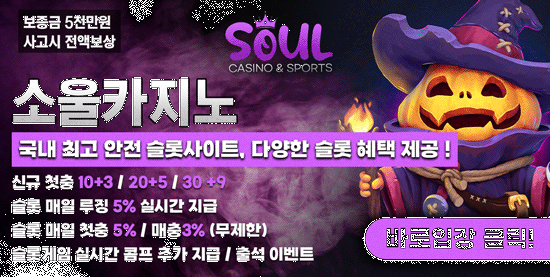 보증금 5천만원
사고시 전액보상
SOUL
CASINO & SPORTS
소울카지노
국내 최고 안전 슬롯사이트, 다양한 슬롯 혜택 제공 !
신규 첫충 10+3 / 20+5 / 30 +9
슬롯 매일 루징 5% 실시간 지급
슬롯 매일 첫충 5% / 매충3% (무제한)
슬롯게임 실시간 콤프 추가 지급 / 출석 이벤트
바로입장 클릭!